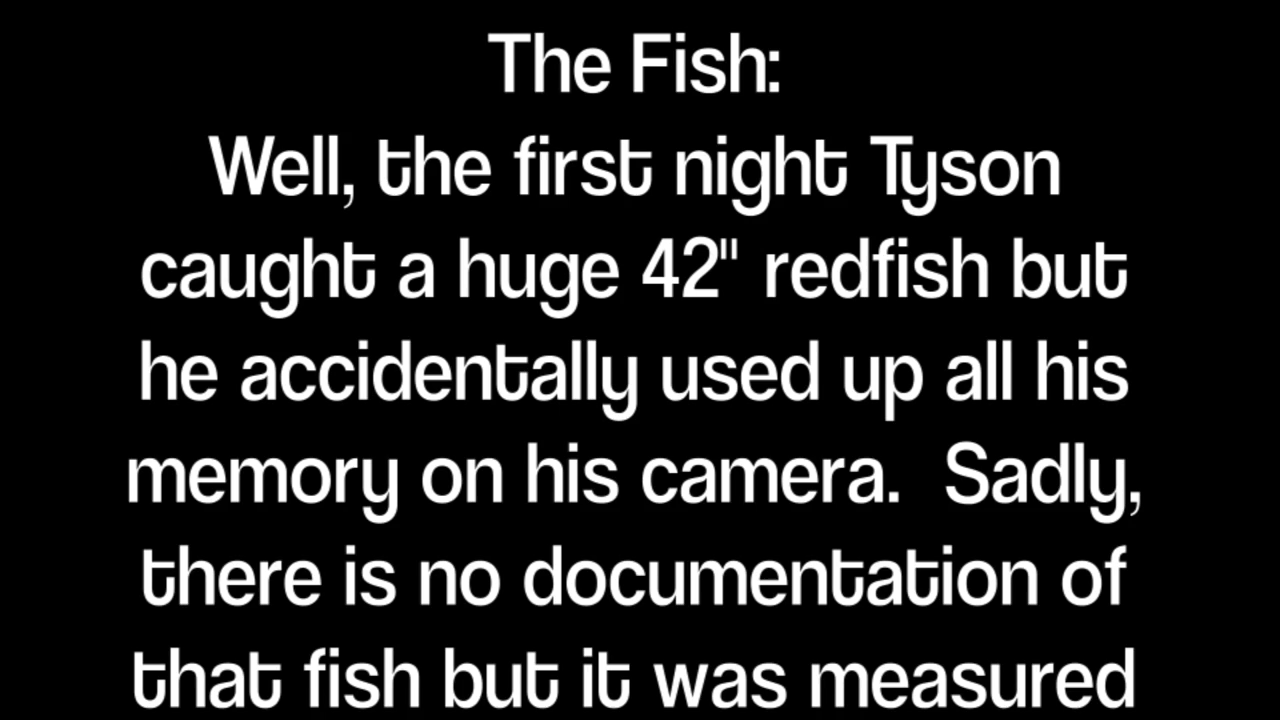 The Fish:
Well, the first night Tyson
caught a huge 42" redfish but
he accidentally used up all his
memory on his camera.  Sadly,
there is no documentation of
that fish but it was measured